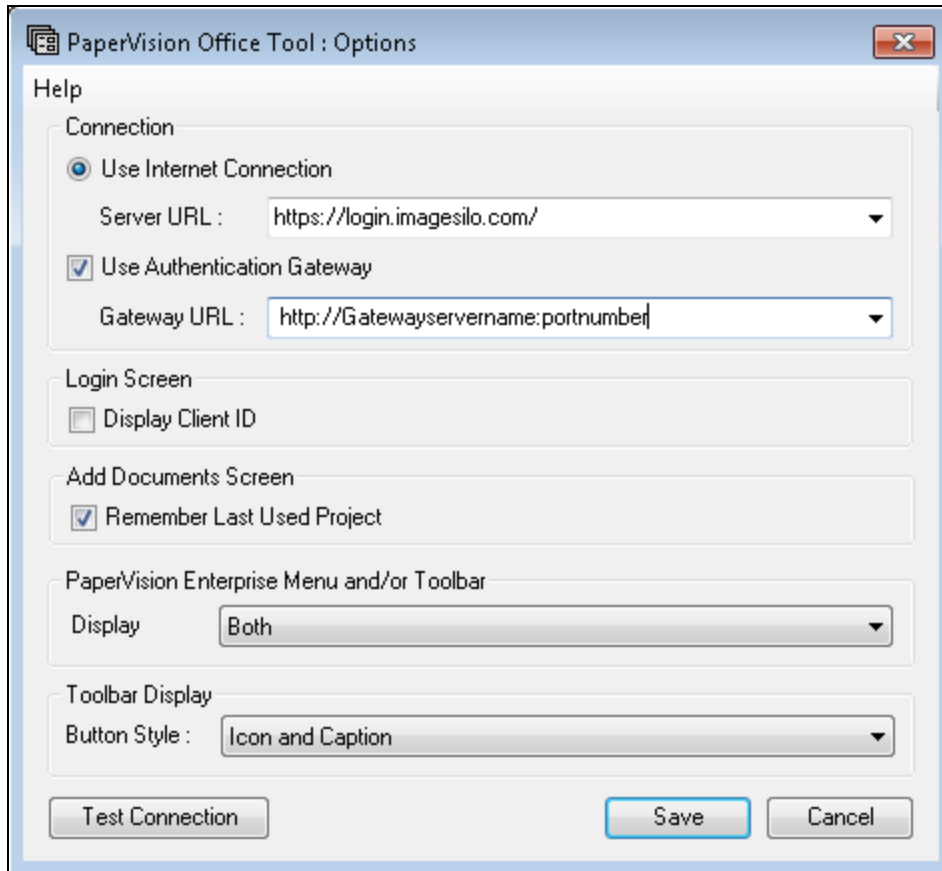 PaperVision Office Tool : Options
Help
Connection
Use Internet Connection
Server URL : https://login.imagesilo.com/
Use Authentication Gateway
Gateway URL : http://Gatewayservername:portnumber
Login Screen
Display Client ID
Add Documents Screen
Remember Last Used Project
PaperVision Enterprise Menu and/or Toolbar
Display Both
Toolbar Display
Button Style : Icon and Caption
Test Connection Save Cancel